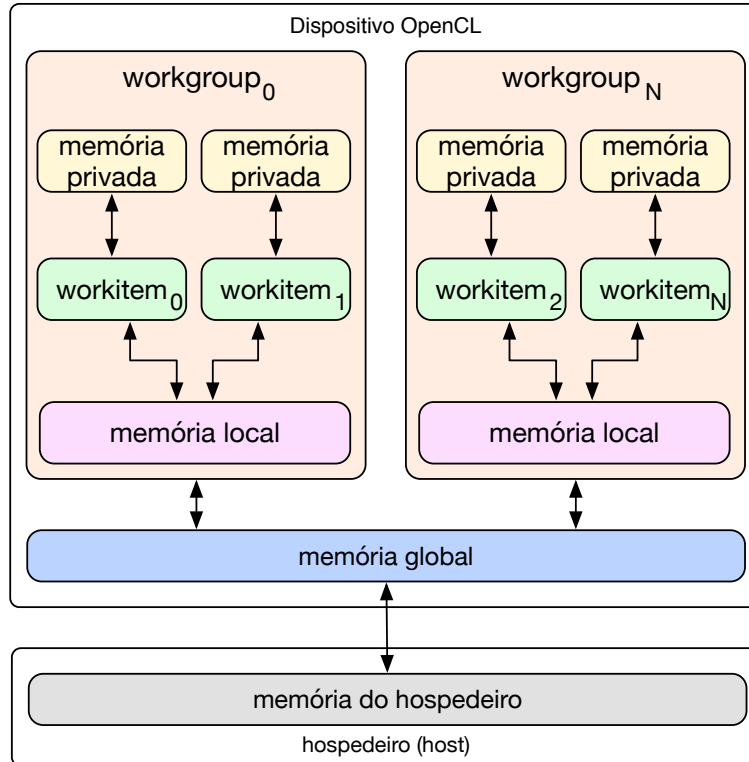 Dispositivo OpenCL
workgroup0
workgroupN
memória
privada
memória
privada
memória
privada
memória
privada
workitem0
workitem1
workitem2
workitemN
memória local
memória local
memória global
memória do hospedeiro
hospedeiro (host)